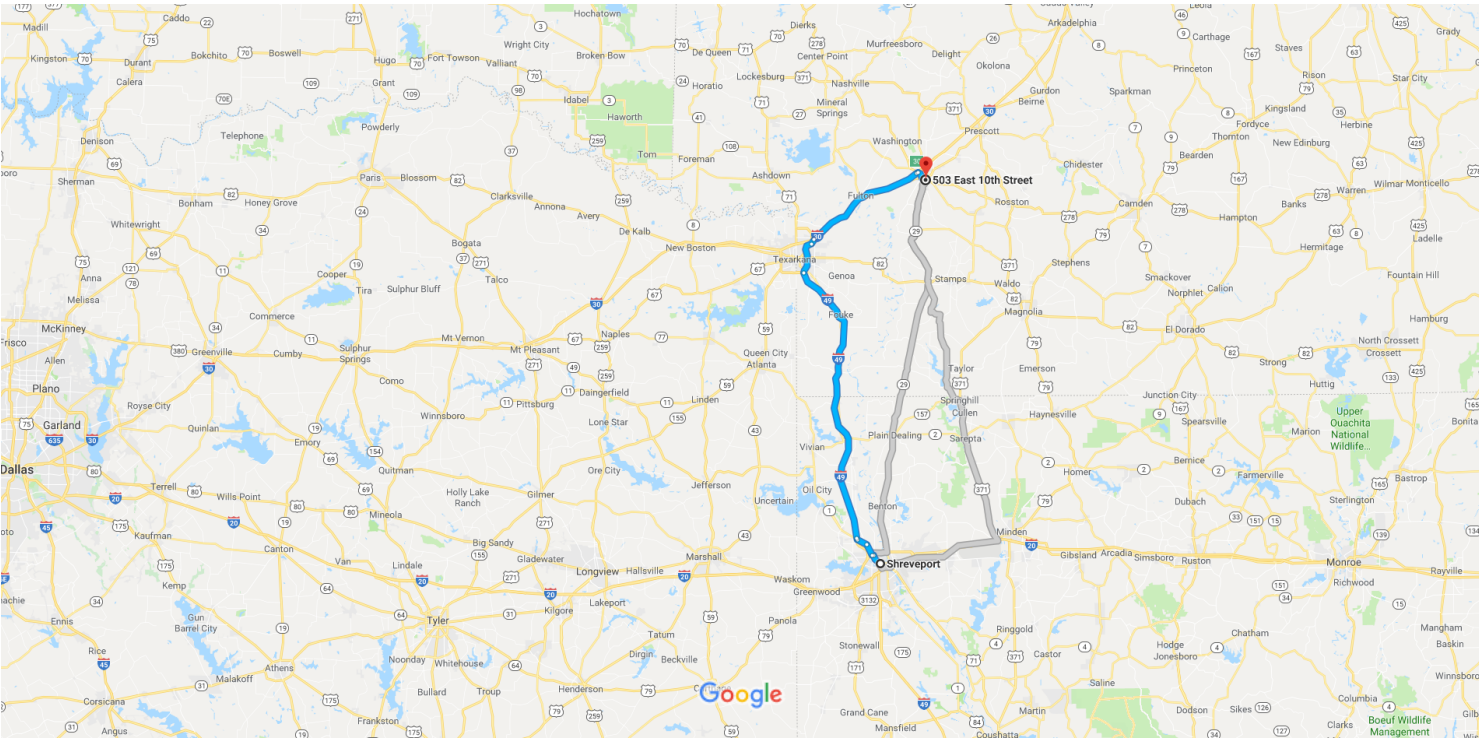 Caddo
Hochatown
Dierks
Arkadelphia
Madill
Kingston
Durant
Bokchito
Boswell
Hugo
Fort Towson
Valliant
Wright City
Broken Bow
De Queen
Center Point
Murfreesboro
Delight
Okolona
Carthage
Staves
Grady
Calera
Grant
Idabel
Haworth
Lockesburg
Horatio
Nashville
Mineral
Springs
Gurdon
Beirne
Sparkman
Princeton
Rison
Star City
Kingsland
Fordyce
Herbine
Denison
Telephone
Powderly
Tom
Foreman
Washington
Prescott
Thornton
New Edinburg
Bearden
Sherman
Paris
Blossom
Ashdown
503 East 10th Street
Chidester
Warren
Wilmar
Monticello
Bonham
Honey Grove
Clarksville
Annona
Avery
Fulton
Rosston
Camden
Banks
Hampton
Whitewright
De Kalb
New Boston
Texarkana
Hermitage
Ladelle
Anna
Melissa
Cooper
Tira
Bogata
Talco
Sulphur Bluff
Genoa
Stamps
Waldo
Stephens
Smackover
Norphlet
Calion
Fountain Hill
McKinney
Commerce
Fouke
Magnolia
El Dorado
Hamburg
Frisco
Allen
Greenville
Cumby
Sulphur
Springs
Mt Vernon
Mt Pleasant
Naples
Queen City
Atlanta
North Crossett
Crossett
Strong
Plano
Como
Daingerfield
Taylor
Emerson
Huttig
Royse City
Winnsboro
Pittsburg
Linden
Springhill
Cullen
Junction City
Garland
Quinlan
Emory
Lone Star
Haynesville
Spearsville
Marion
Upper
Ouachita
National
Wildlife...
Bonita
Dallas
Terrell
Wills Point
Quitman
Ore City
Vivian
Plain Dealing
Sarepta
Homer
Bernice
Farmerville
Bastrop
Mineola
Holly Lake
Ranch
Gilmer
Jefferson
Uncertain
Oil City
Benton
Dubach
Sterlington
Kaufman
Canton
Van
Lindale
Big Sandy
Gladewater
Longview
Hallsville
Marshall
Waskom
Greenwood
Shreveport
Minden
Gibsland
Arcadia
Simsboro
Ruston
Monroe
Richwood
Rayville
Kemp
Gun
Barrel City
Tyler
Kilgore
Lakeport
Panola
Ennis
Rice
Athens
Noonday
Whitehouse
Tatum
Dirgin
Beckville
Stonewall
Ringgold
Castor
Chatham
Hodge
Jonesboro
Mangham
Baskin
Malakoff
Bullard
Troup
Henderson
Google
Grand Cane
Saline
Winnsboro
Corsicana
Angus
Frankston
Mansfield
Martin
Coushatta
Dodson
Sikes
Columbia
Clarks
Boeuf Wildlife
Management